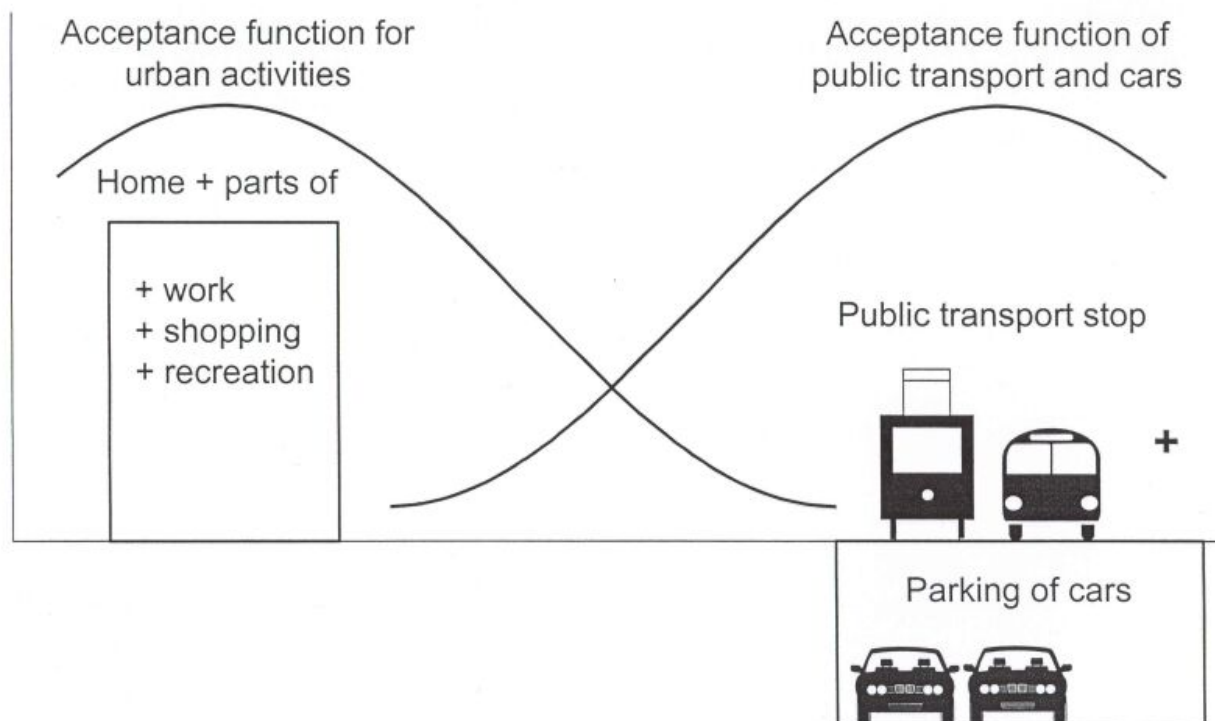 Acceptance function for
urban activities
Acceptance function of
public transport and cars
Home + parts of
+ work
+ shopping
+ recreation
Public transport stop
+
Parking of cars